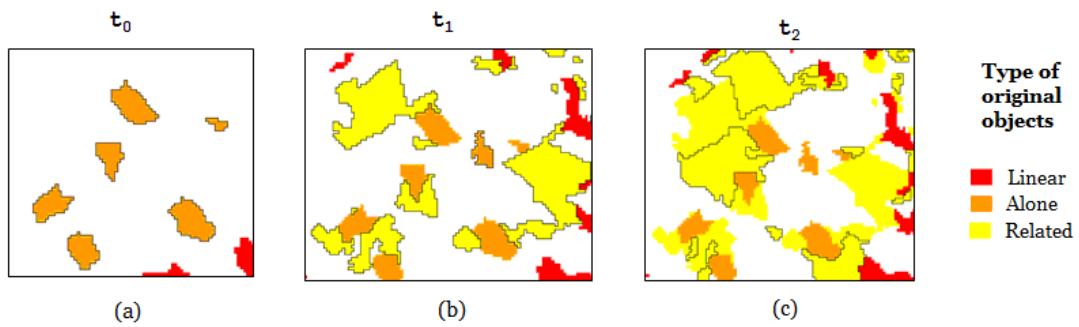 t0
t1
t2
(a)
(b)
(c)
Type of
original
objects
Linear
Alone
Related